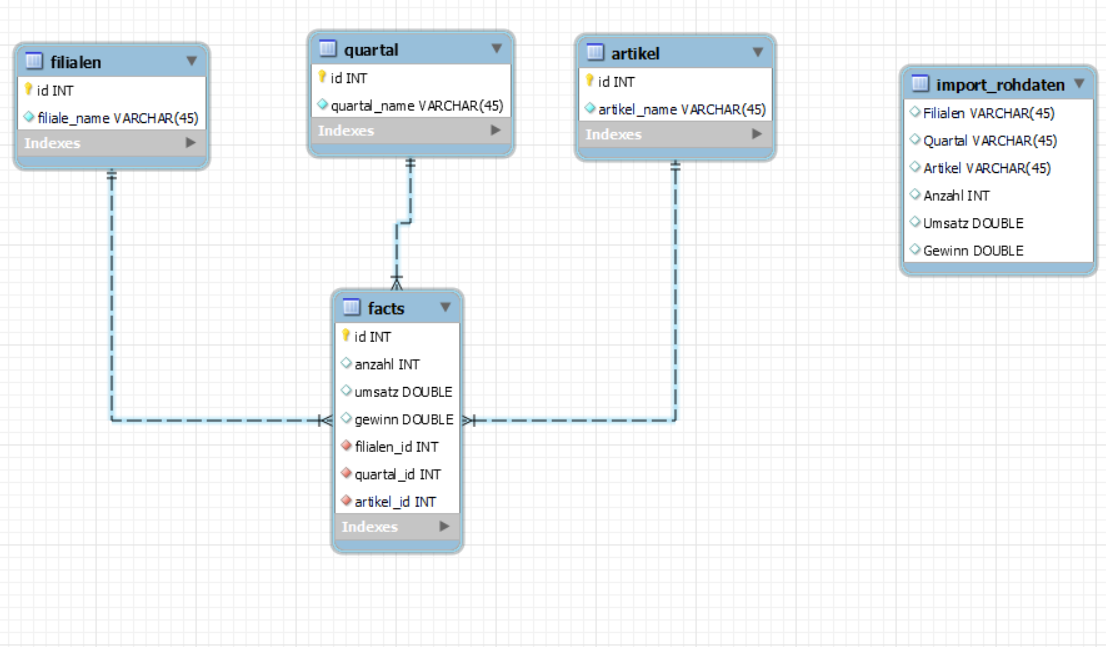 filialen
id INT
filiale_name VARCHAR(45)
Indexes
quartal
id INT
quartal_name VARCHAR(45)
Indexes
artikel
id INT
artikel_name VARCHAR(45)
Indexes
import_rohdaten
Filialen VARCHAR(45)
Quartal VARCHAR(45)
Artikel VARCHAR(45)
Anzahl INT
Umsatz DOUBLE
Gewinn DOUBLE
facts
id INT
anzahl INT
umsatz DOUBLE
gewinn DOUBLE
filialen_id INT
quartal_id INT
artikel_id INT
Indexes